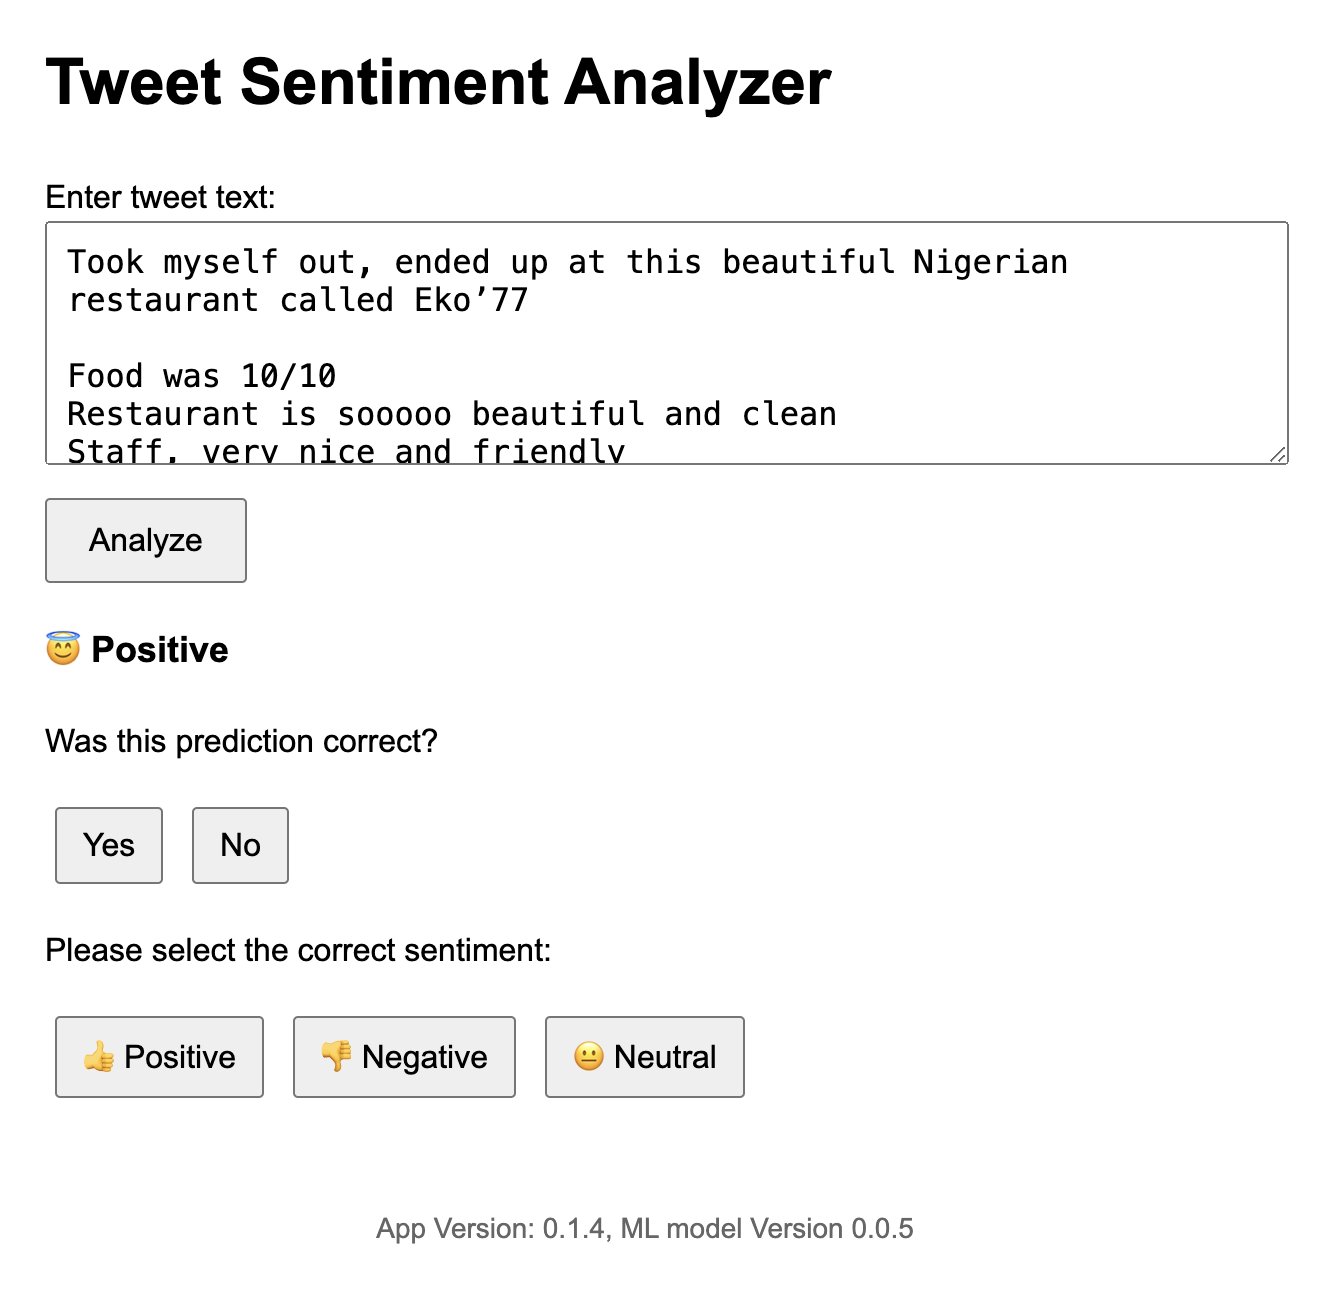 Tweet Sentiment Analyzer
Enter tweet text:
Took myself out, ended up at this beautiful Nigerian
restaurant called Eko’77
Food was 10/10
Restaurant is sooooo beautiful and clean
Staff, very nice and friendly
Analyze
😇 Positive
Was this prediction correct?
Yes No
Please select the correct sentiment:
👍 Positive 👎 Negative 😐 Neutral
App Version: 0.1.4, ML model Version 0.0.5